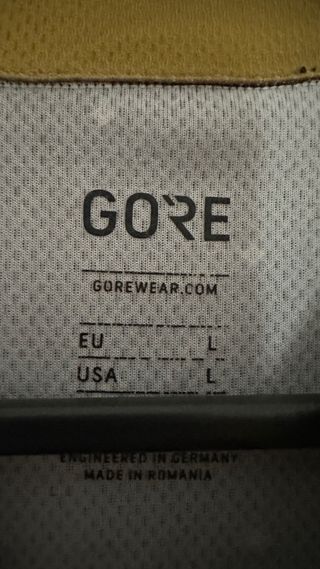 GORE
GOREWEAR.COM
EU L
USA L
ENGINEERED IN GERMANY
MADE IN ROMANIA